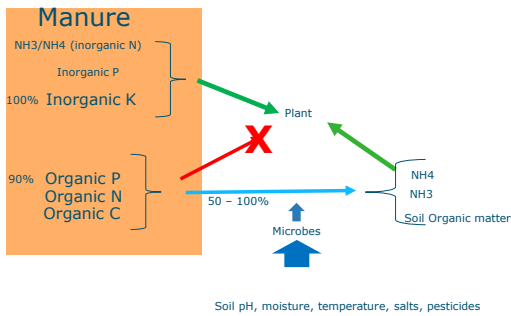 Manure
NH3/NH4 (inorganic N)
Inorganic P
100% Inorganic K
Plant
X
90% Organic P
Organic N
Organic C
50 – 100%
NH4
NH3
Soil Organic matter
Microbes
Soil pH, moisture, temperature, salts, pesticides